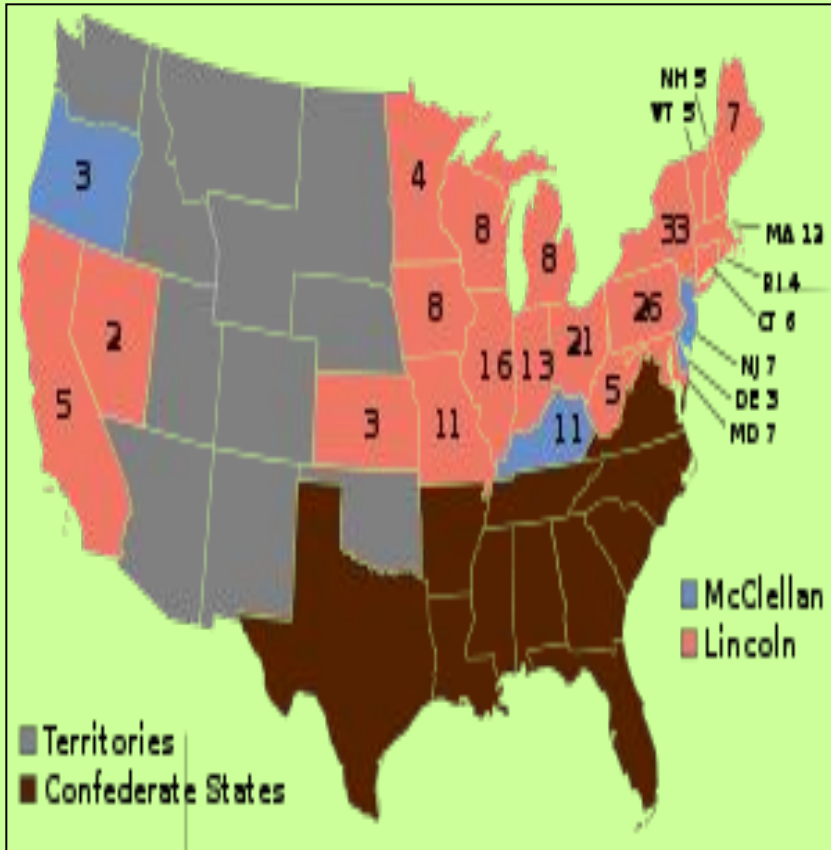 NH 5
VT 5
7
3
4
8
33
8
MA 12
RI 4
8
26
CT 6
2
16
13
21
NJ 7
5
5
DE 3
3
11
11
MD 7
McClellan
Lincoln
Territories
Confederate States